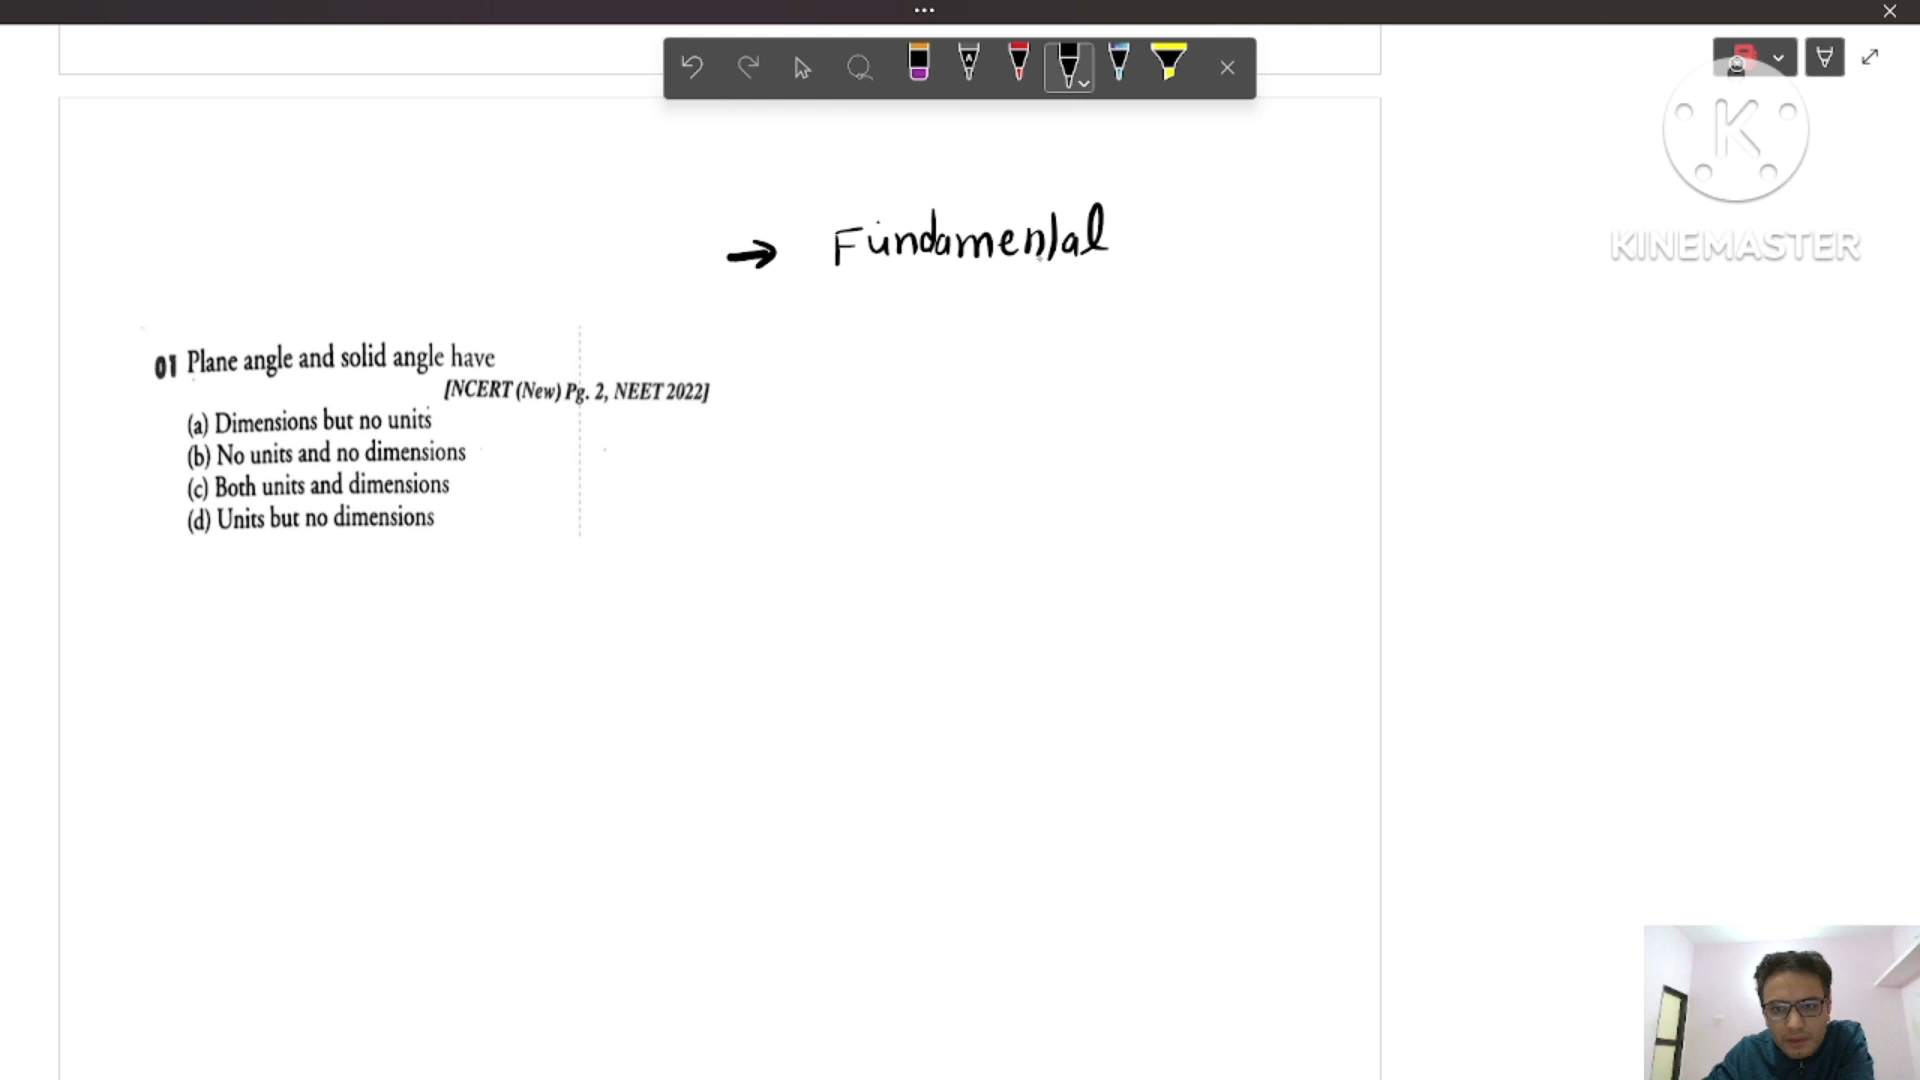 KINEMASTER
→ Fundamental
01 Plane angle and solid angle have
[NCERT (New) Pg. 2, NEET 2022]
(a) Dimensions but no units
(b) No units and no dimensions
(c) Both units and dimensions
(d) Units but no dimensions